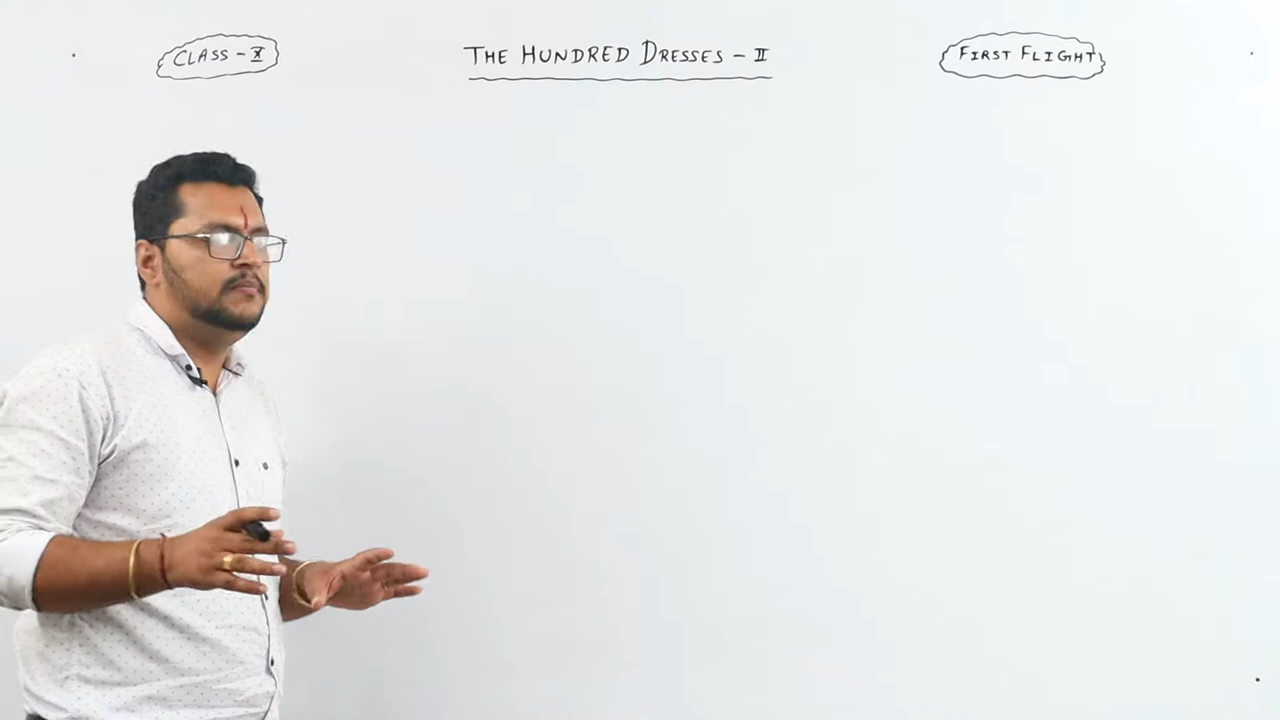 CLASS - X
THE HUNDRED DRESSES - II
FIRST FLIGHT